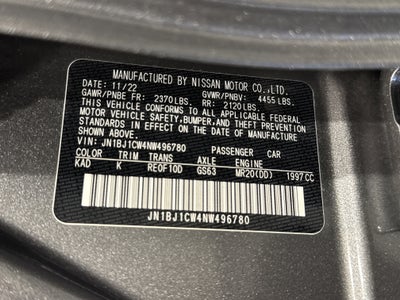 MANUFACTURED BY NISSAN MOTOR CO.,LTD.
DATE: 11/22
GAWR/PNBE FR: 2370LBS. GVWR/PNBV: 4455 LBS.
RR: 2120LBS.
THIS VEHICLE CONFORMS TO ALL APPLICABLE FEDERAL
MOTOR VEHICLE SAFETY,BUMPER,AND THEFT PREVENTION
STANDARDS IN EFFECT ON THE DATE OF MANUFACTURE
SHOWN ABOVE.
VIN: JN1BJ1CW4NW496780 PASSENGER CAR
COLOR TRIM TRANS AXLE ENGINE
KAD K RE0F10D GS63 MR20(DD) 1997CC
JN1BJ1CW4NW496780